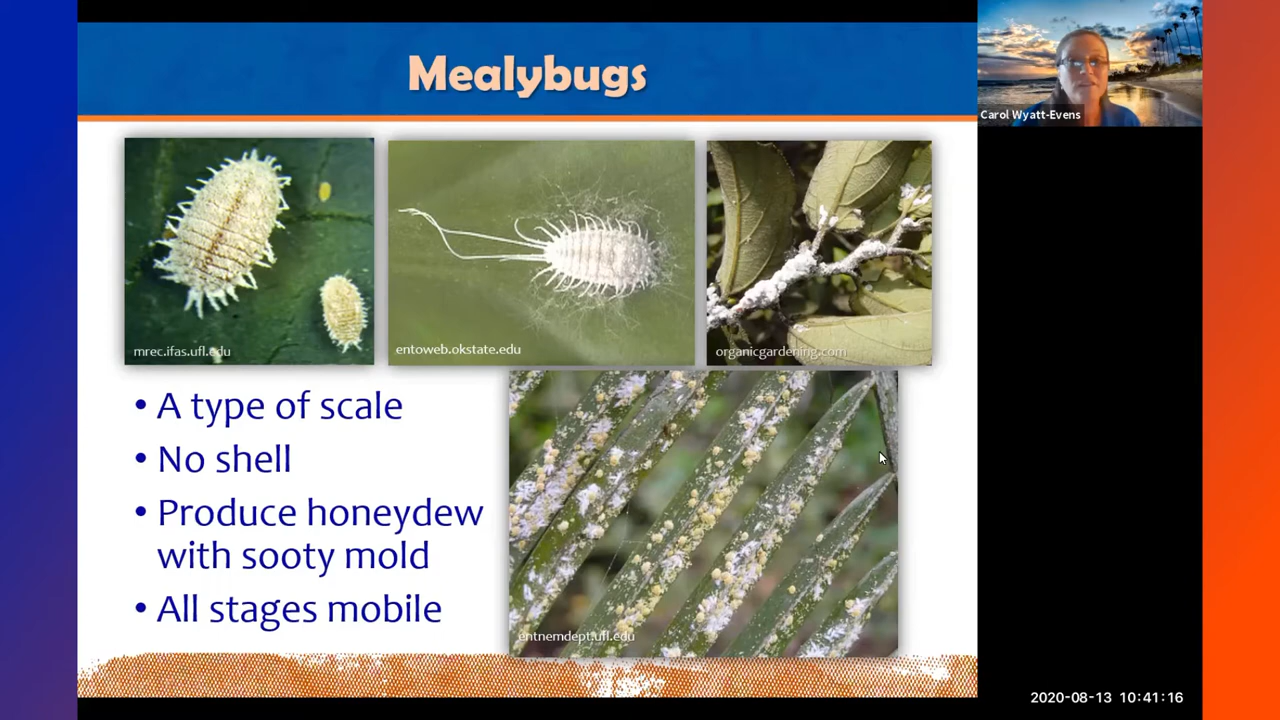 Mealybugs
Carol Wyatt-Evens
mrec.ifas.ufl.edu
entoweb.okstate.edu
organicgardening.com
• A type of scale
• No shell
• Produce honeydew
with sooty mold
• All stages mobile
entnemdept.ufl.edu
2020-08-13 10:41:16